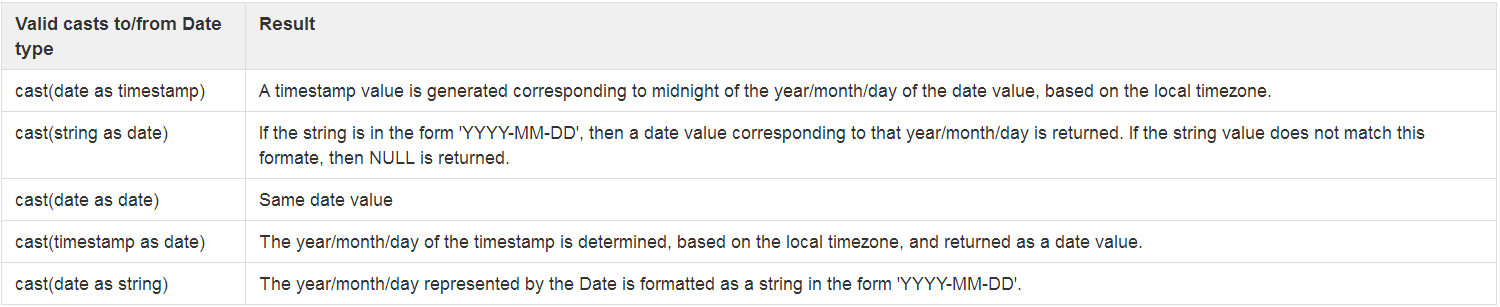 Valid casts to/from Date
type
Result
cast(date as timestamp)
A timestamp value is generated corresponding to midnight of the year/month/day of the date value, based on the local timezone.
cast(string as date)
If the string is in the form 'YYYY-MM-DD', then a date value corresponding to that year/month/day is returned. If the string value does not match this
formate, then NULL is returned.
cast(date as date)
Same date value
cast(timestamp as date)
The year/month/day of the timestamp is determined, based on the local timezone, and returned as a date value.
cast(date as string)
The year/month/day represented by the Date is formatted as a string in the form 'YYYY-MM-DD'.